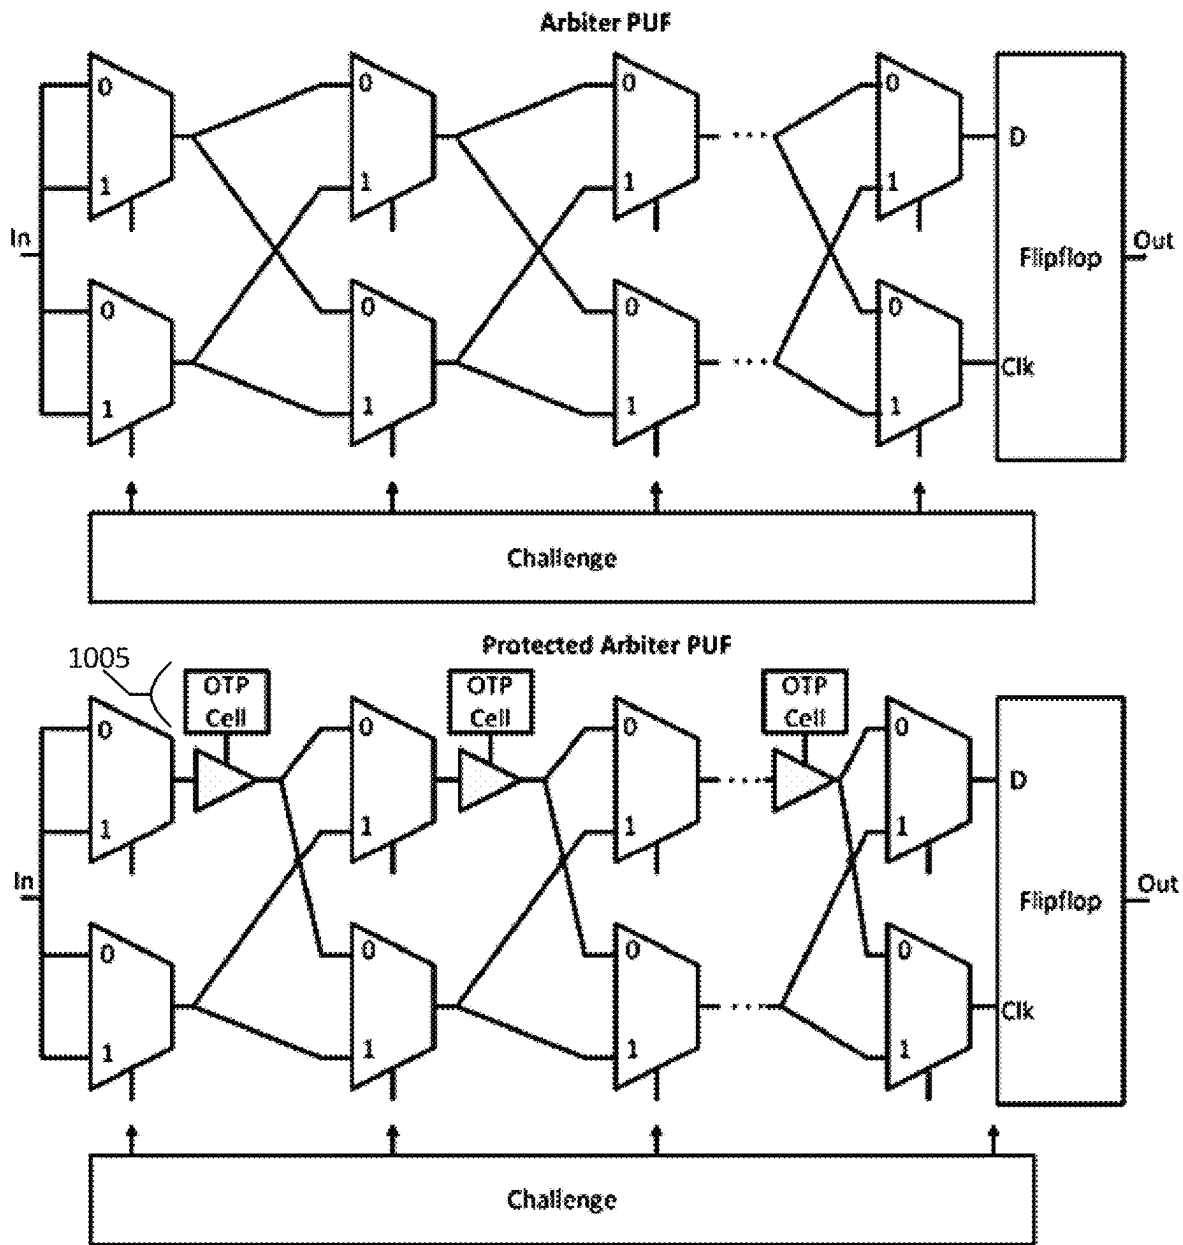 Arbiter PUF
0 0 0 0
D
1 1 1 1
In Flipflop Out
0 0 0 0
Clk
1 1 1 1
Challenge
Protected Arbiter PUF
1005
OTP Cell
OTP Cell
OTP Cell
0 0 0 0
D
1 1 1 1
In Flipflop Out
0 0 0 0
Clk
1 1 1 1
Challenge